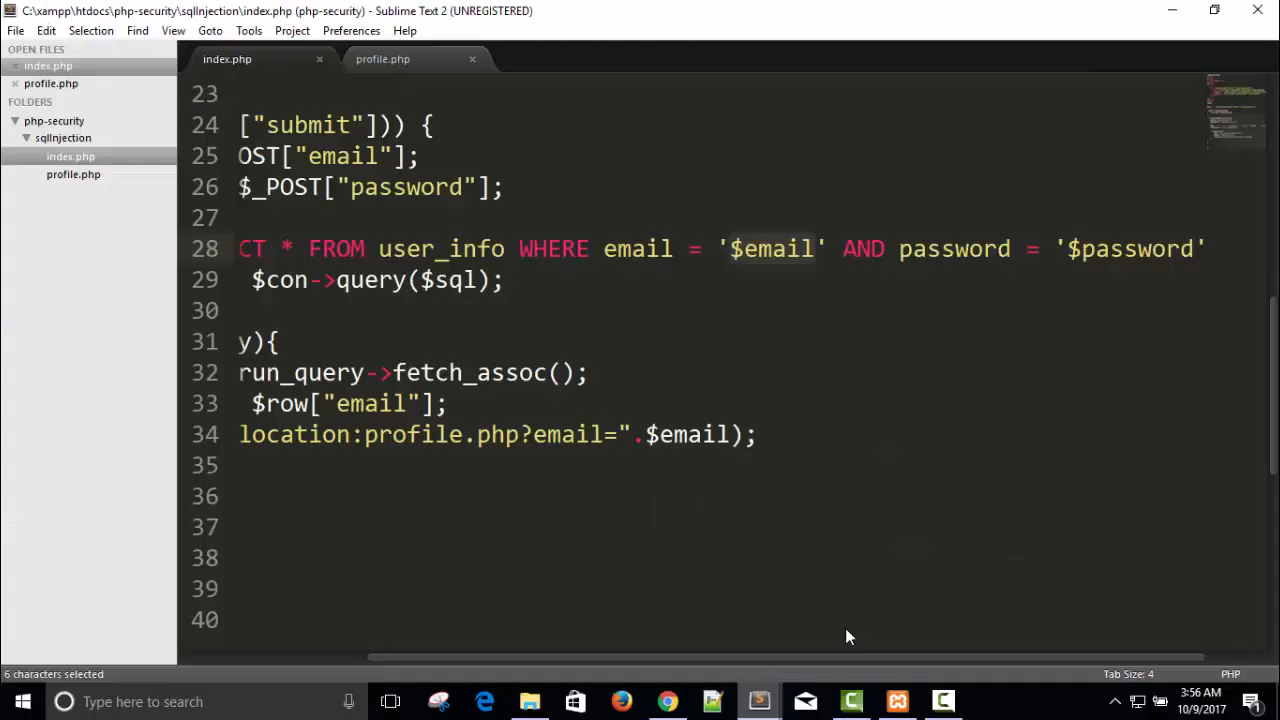 C:\xampp\htdocs\php-security\sqlInjection\index.php (php-security) - Sublime Text 2 (UNREGISTERED)
File Edit Selection Find View Goto Tools Project Preferences Help
OPEN FILES
index.php
profile.php
FOLDERS
php-security
sqlInjection
index.php
profile.php
index.php profile.php
23
24 ["submit"])) {
25 OST["email"];
26 $_POST["password"];
27
28 CT * FROM user_info WHERE email = '$email' AND password = '$password'
29 $con->query($sql);
30
31 y){
32 run_query->fetch_assoc();
33 $row["email"];
34 location:profile.php?email=".$email);
35
36
37
38
39
40
6 characters selected Tab Size: 4 PHP
Type here to search
3:56 AM
10/9/2017
1